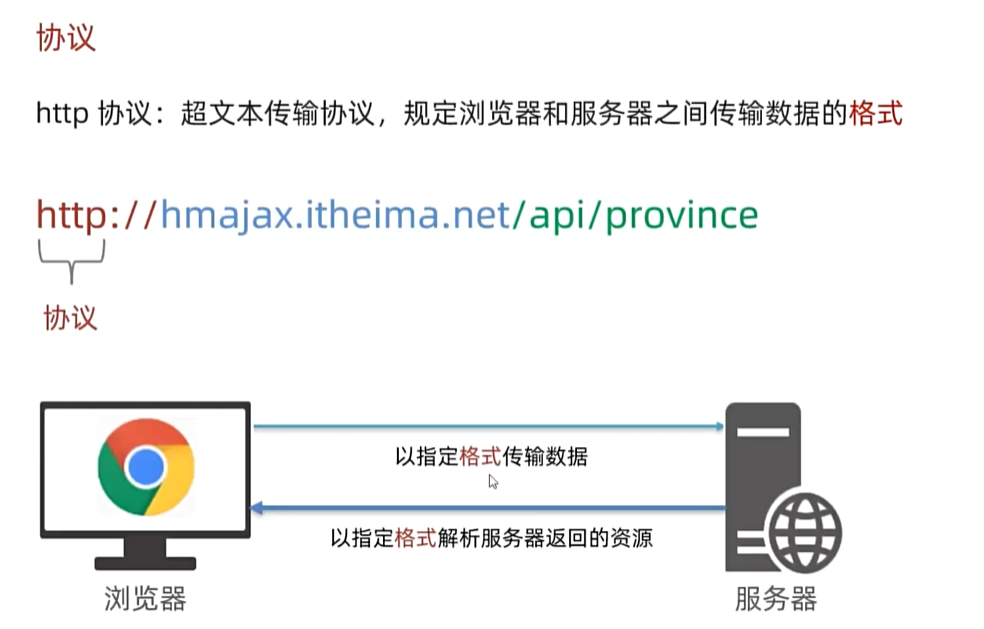 协议
http 协议：超文本传输协议，规定浏览器和服务器之间传输数据的格式
http://hmajax.itheima.net/api/province
协议
以指定格式传输数据
以指定格式解析服务器返回的资源
浏览器
服务器